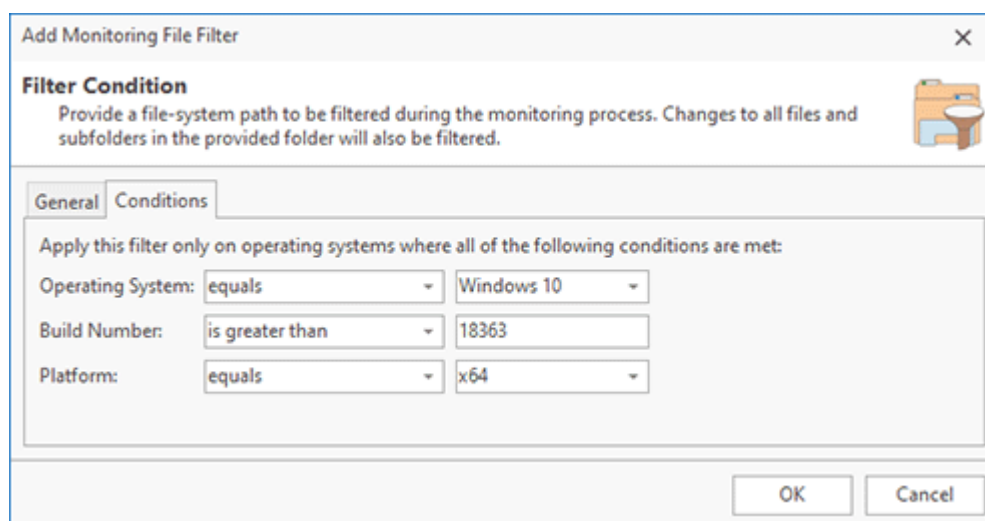 Add Monitoring File Filter
Filter Condition
Provide a file-system path to be filtered during the monitoring process. Changes to all files and
subfolders in the provided folder will also be filtered.
General Conditions
Apply this filter only on operating systems where all of the following conditions are met:
Operating System: equals Windows 10
Build Number: is greater than 18363
Platform: equals x64
OK Cancel